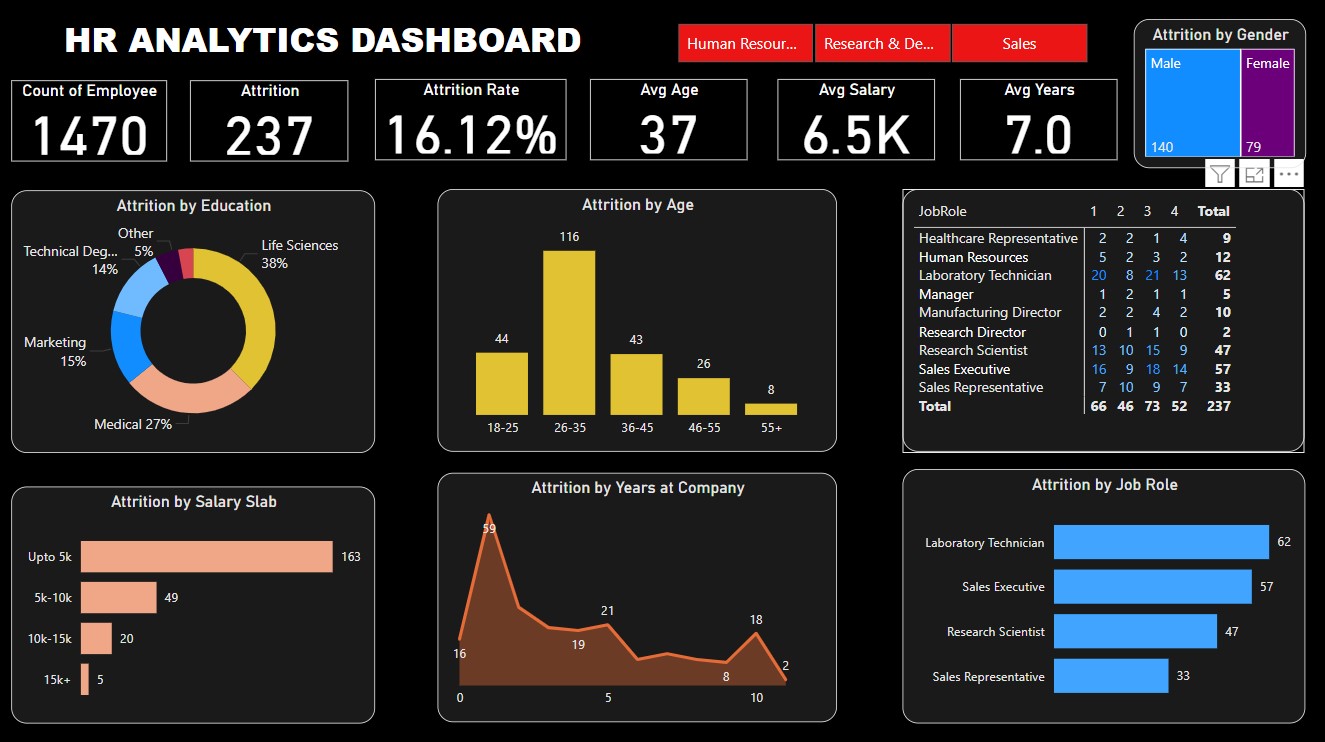 HR ANALYTICS DASHBOARD
Human Resour... Research & De... Sales
Attrition by Gender
Male Female
140 79
Count of Employee
1470
Attrition
237
Attrition Rate
16.12%
Avg Age
37
Avg Salary
6.5K
Avg Years
7.0
Attrition by Education
Other
5%
Life Sciences
38%
Technical Deg...
14%
Marketing
15%
Medical 27%
Attrition by Age
116
44
43
26
8
18-25 26-35 36-45 46-55 55+
JobRole 1 2 3 4 Total
Healthcare Representative 2 2 1 4 9
Human Resources 5 2 3 2 12
Laboratory Technician 20 8 21 13 62
Manager 1 2 1 1 5
Manufacturing Director 2 2 4 2 10
Research Director 0 1 1 0 2
Research Scientist 13 10 15 9 47
Sales Executive 16 9 18 14 57
Sales Representative 7 10 9 7 33
Total 66 46 73 52 237
Attrition by Salary Slab
Upto 5k 163
5k-10k 49
10k-15k 20
15k+ 5
Attrition by Years at Company
59
21
18
16
19
2
8
0 5 10
Attrition by Job Role
Laboratory Technician 62
Sales Executive 57
Research Scientist 47
Sales Representative 33